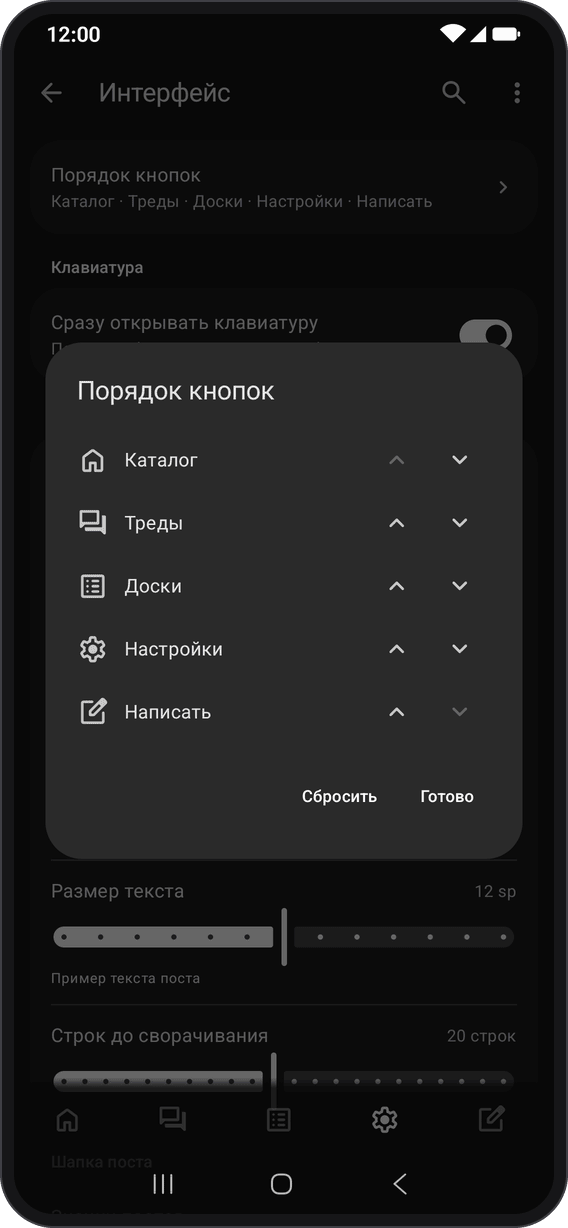 12:00
Интерфейс
Порядок кнопок
Каталог · Треды · Доски · Настройки · Написать
Клавиатура
Сразу открывать клавиатуру
Порядок кнопок
Каталог
Треды
Доски
Настройки
Написать
Сбросить Готово
Размер текста 12 sp
Пример текста поста
Строк до сворачивания 20 строк
Шапка поста